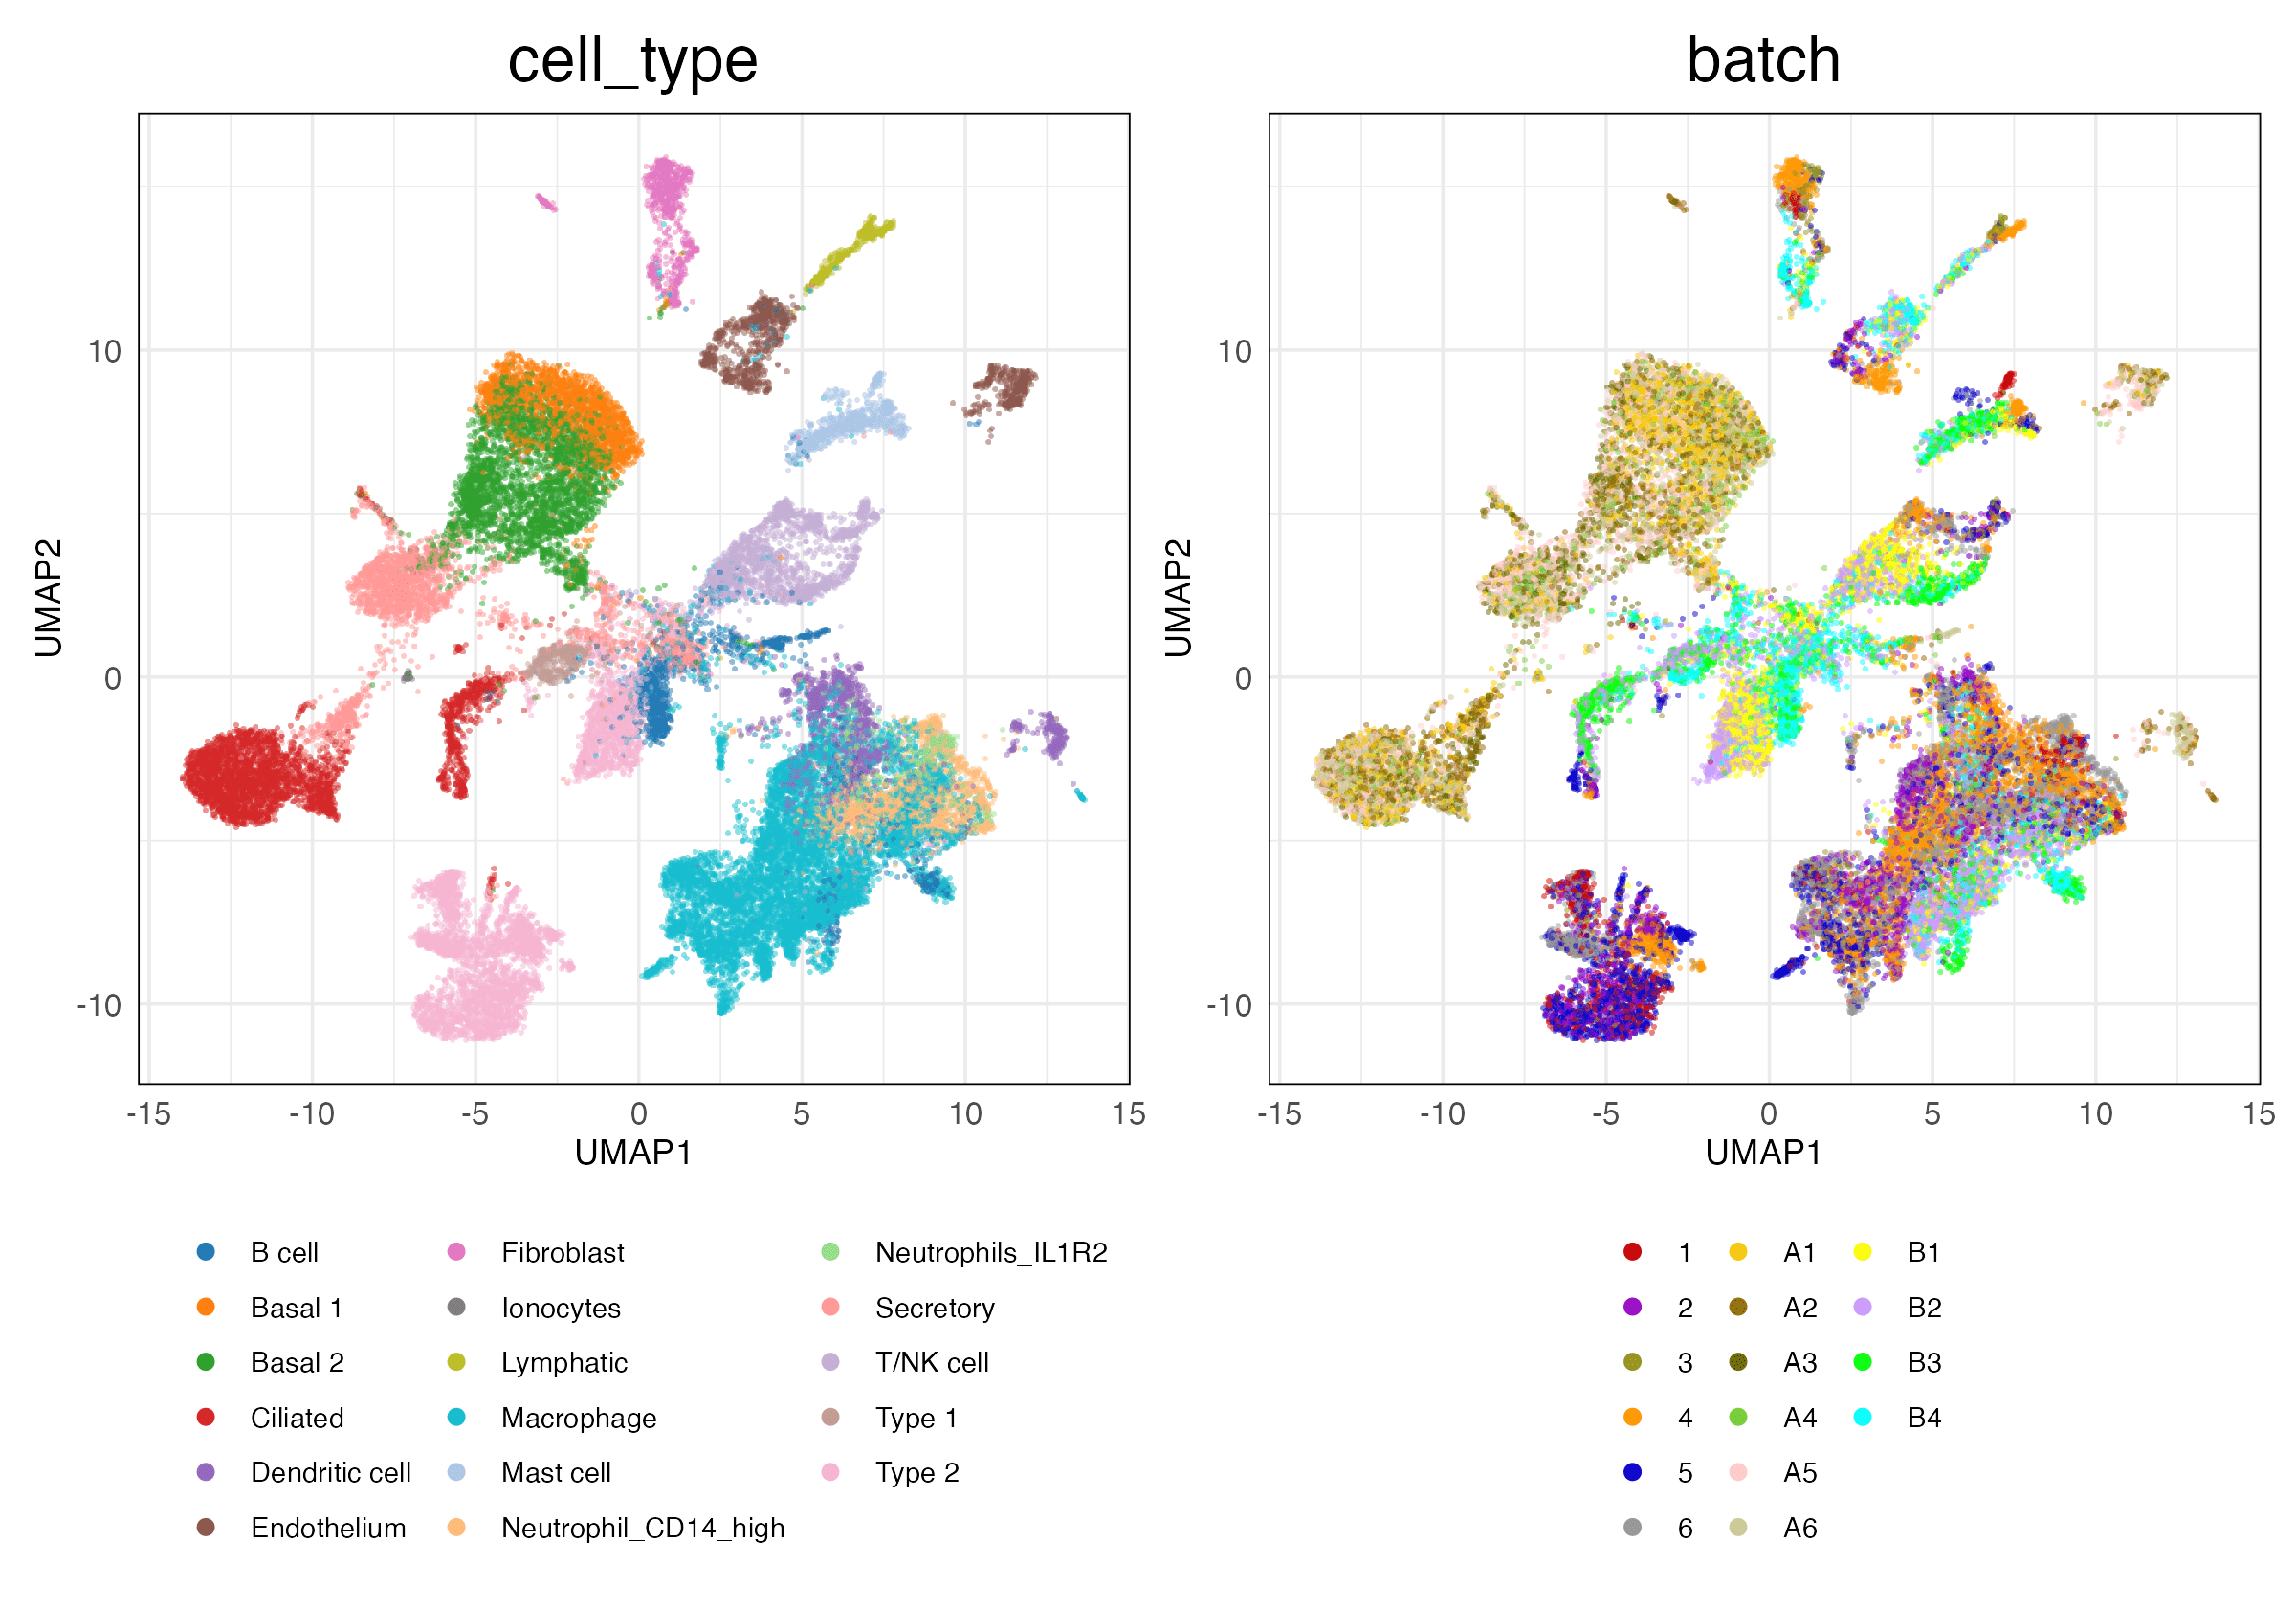 cell_type
batch
UMAP2
10
0
-10
-15 -10 -5 0 5 10 15
UMAP1
UMAP2
10
0
-10
-15 -10 -5 0 5 10 15
UMAP1
B cell Fibroblast Neutrophils_IL1R2
Basal 1 Ionocytes Secretory
Basal 2 Lymphatic T/NK cell
Ciliated Macrophage Type 1
Dendritic cell Mast cell Type 2
Endothelium Neutrophil_CD14_high
1 A1 B1
2 A2 B2
3 A3 B3
4 A4 B4
5 A5
6 A6